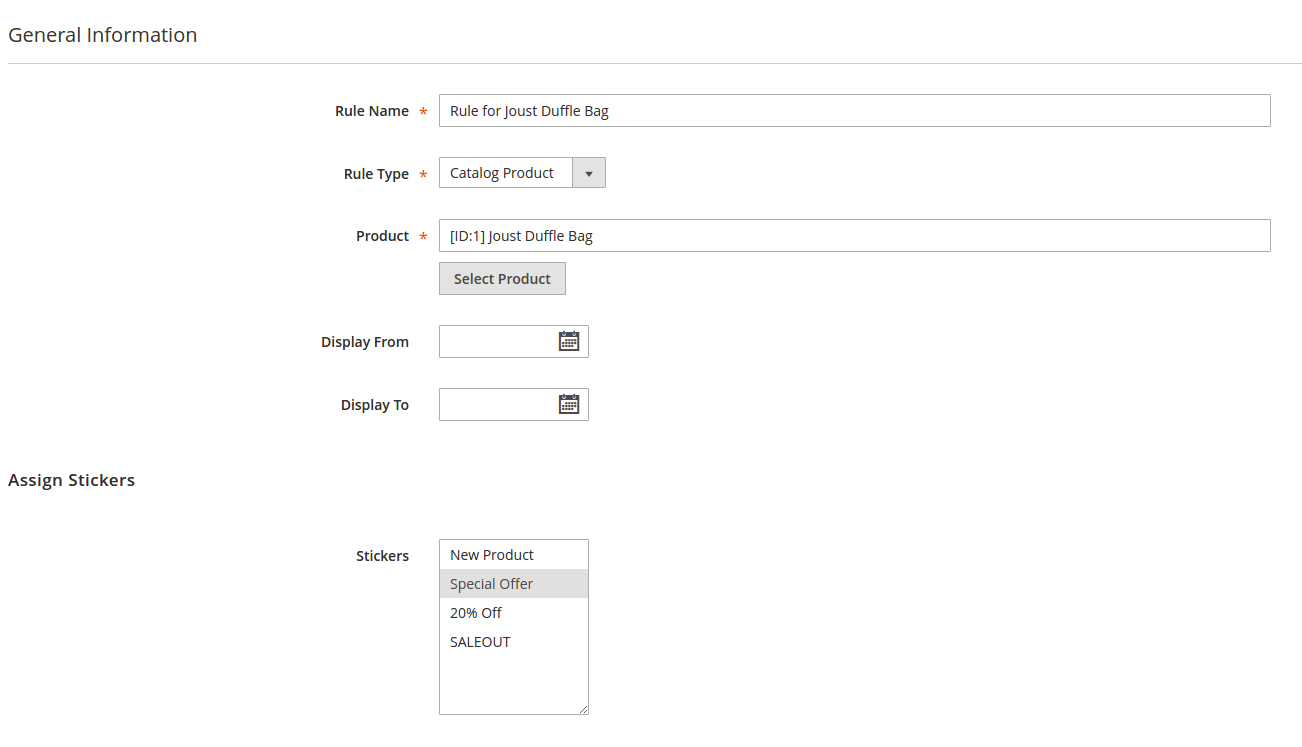 General Information
Rule Name * Rule for Joust Duffle Bag
Rule Type * Catalog Product
Product * [ID:1] Joust Duffle Bag
Select Product
Display From
Display To
Assign Stickers
Stickers New Product
Special Offer
20% Off
SALEOUT